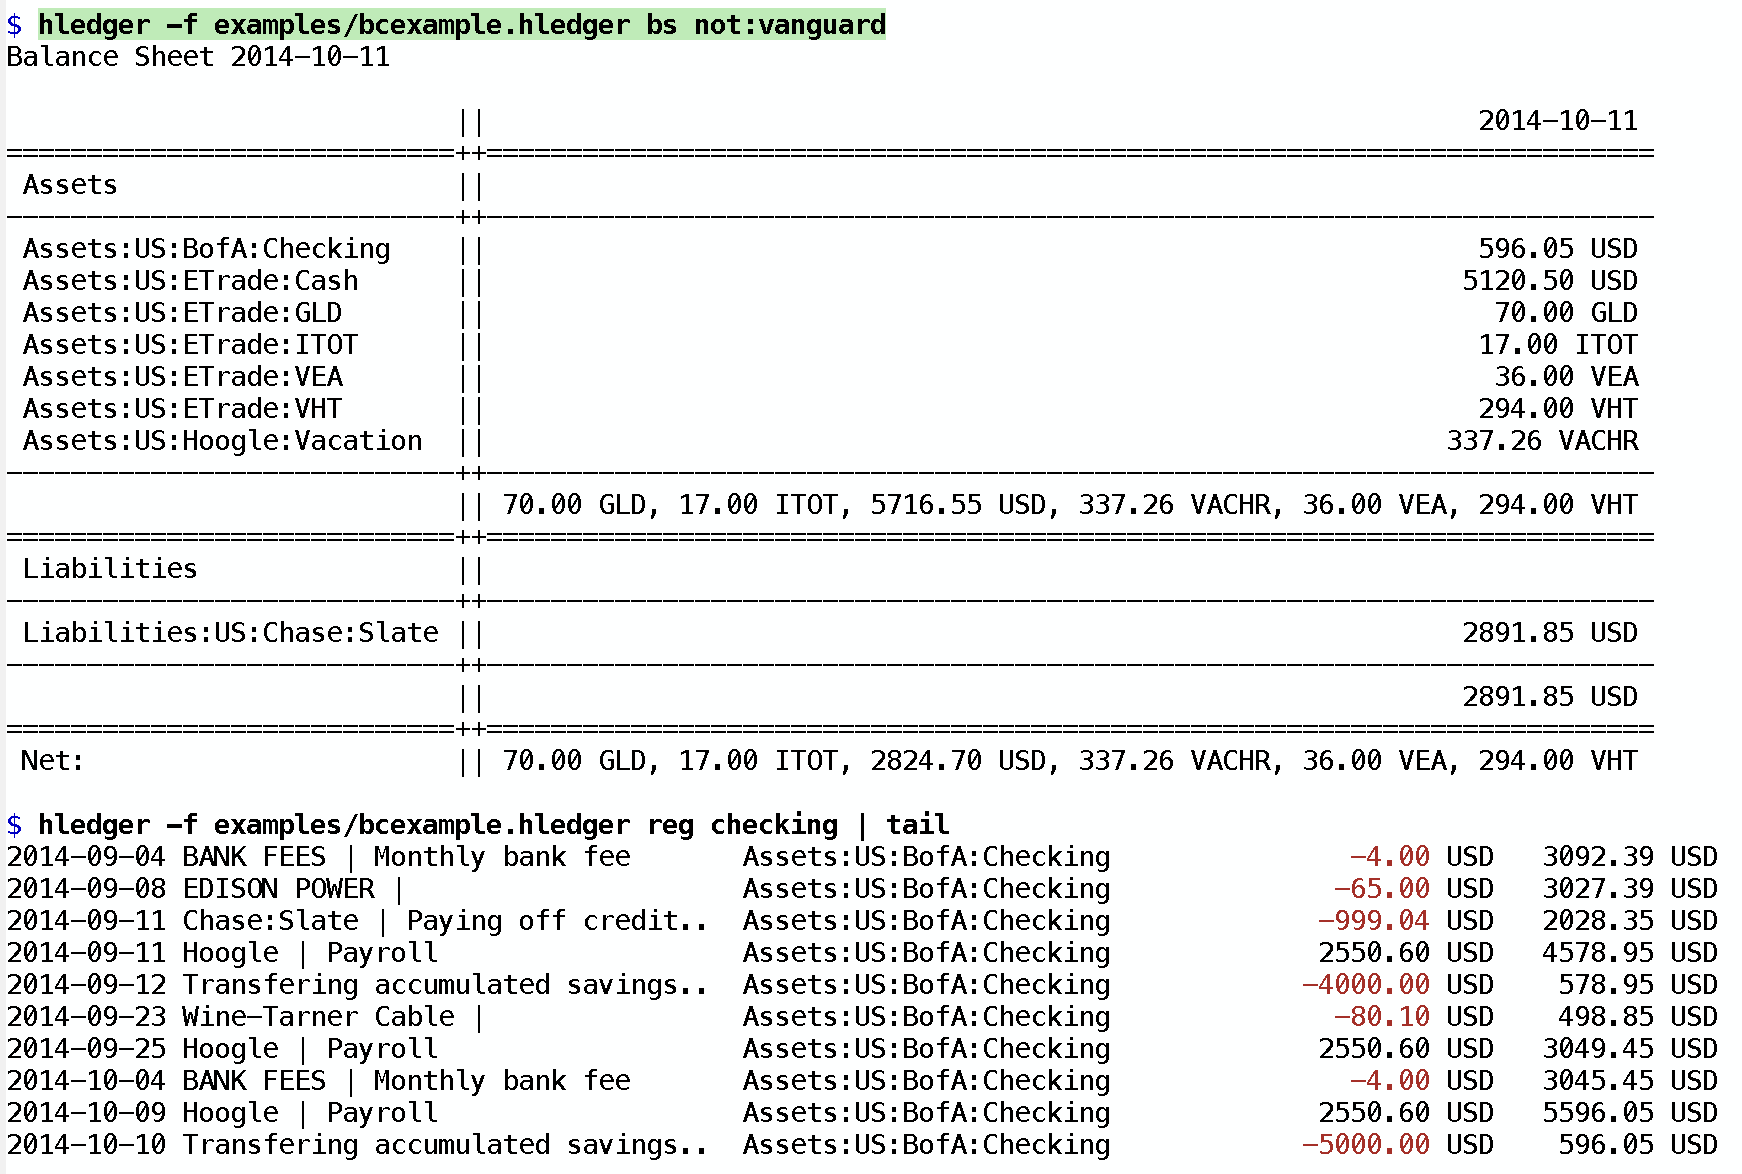 $ hledger -f examples/bcexample.hledger bs not:vanguard
Balance Sheet 2014-10-11

                            ||                                                               2014-10-11
============================++=========================================================================
 Assets                     ||
----------------------------++-------------------------------------------------------------------------
 Assets:US:BofA:Checking    ||                                                               596.05 USD
 Assets:US:ETrade:Cash      ||                                                              5120.50 USD
 Assets:US:ETrade:GLD       ||                                                                70.00 GLD
 Assets:US:ETrade:ITOT      ||                                                               17.00 ITOT
 Assets:US:ETrade:VEA       ||                                                                36.00 VEA
 Assets:US:ETrade:VHT       ||                                                               294.00 VHT
 Assets:US:Hoogle:Vacation  ||                                                             337.26 VACHR
----------------------------++-------------------------------------------------------------------------
                            || 70.00 GLD, 17.00 ITOT, 5716.55 USD, 337.26 VACHR, 36.00 VEA, 294.00 VHT
============================++=========================================================================
 Liabilities                ||
----------------------------++-------------------------------------------------------------------------
 Liabilities:US:Chase:Slate ||                                                              2891.85 USD
----------------------------++-------------------------------------------------------------------------
                            ||                                                              2891.85 USD
============================++=========================================================================
 Net:                       || 70.00 GLD, 17.00 ITOT, 2824.70 USD, 337.26 VACHR, 36.00 VEA, 294.00 VHT

$ hledger -f examples/bcexample.hledger reg checking | tail
2014-09-04 BANK FEES | Monthly bank fee       Assets:US:BofA:Checking               -4.00 USD   3092.39 USD
2014-09-08 EDISON POWER |                     Assets:US:BofA:Checking              -65.00 USD   3027.39 USD
2014-09-11 Chase:Slate | Paying off credit..  Assets:US:BofA:Checking             -999.04 USD   2028.35 USD
2014-09-11 Hoogle | Payroll                   Assets:US:BofA:Checking             2550.60 USD   4578.95 USD
2014-09-12 Transfering accumulated savings..  Assets:US:BofA:Checking            -4000.00 USD    578.95 USD
2014-09-23 Wine-Tarner Cable |                Assets:US:BofA:Checking              -80.10 USD    498.85 USD
2014-09-25 Hoogle | Payroll                   Assets:US:BofA:Checking             2550.60 USD   3049.45 USD
2014-10-04 BANK FEES | Monthly bank fee       Assets:US:BofA:Checking               -4.00 USD   3045.45 USD
2014-10-09 Hoogle | Payroll                   Assets:US:BofA:Checking             2550.60 USD   5596.05 USD
2014-10-10 Transfering accumulated savings..  Assets:US:BofA:Checking            -5000.00 USD    596.05 USD